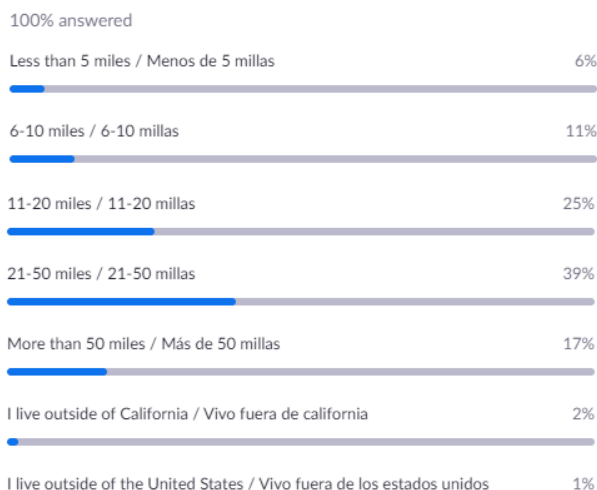 100% answered
Less than 5 miles / Menos de 5 millas 6%
6-10 miles / 6-10 millas 11%
11-20 miles / 11-20 millas 25%
21-50 miles / 21-50 millas 39%
More than 50 miles / Más de 50 millas 17%
I live outside of California / Vivo fuera de california 2%
I live outside of the United States / Vivo fuera de los estados unidos 1%